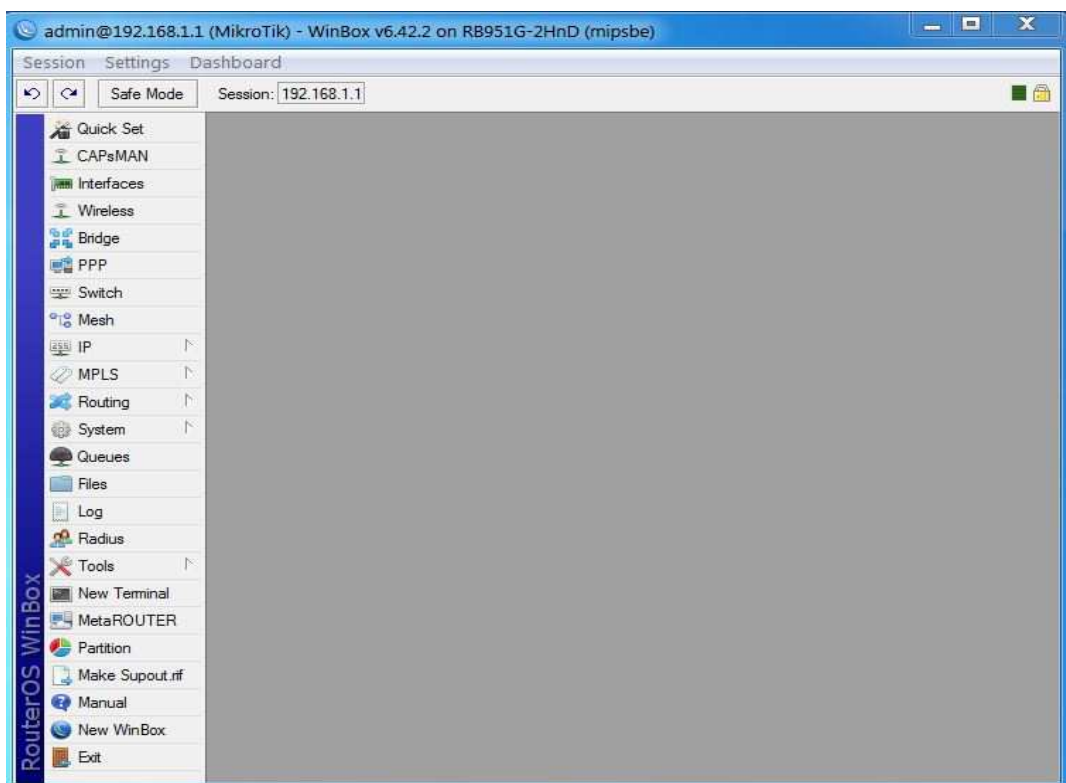 admin@192.168.1.1 (MikroTik) - WinBox v6.42.2 on RB951G-2HnD (mipsbe)
Session Settings Dashboard
Safe Mode Session: 192.168.1.1
Quick Set
CAPsMAN
Interfaces
Wireless
Bridge
PPP
Switch
Mesh
IP
MPLS
Routing
System
Queues
Files
Log
Radius
Tools
New Terminal
MetaROUTER
Partition
Make Supout.rif
Manual
New WinBox
Exit
RouterOS WinBox